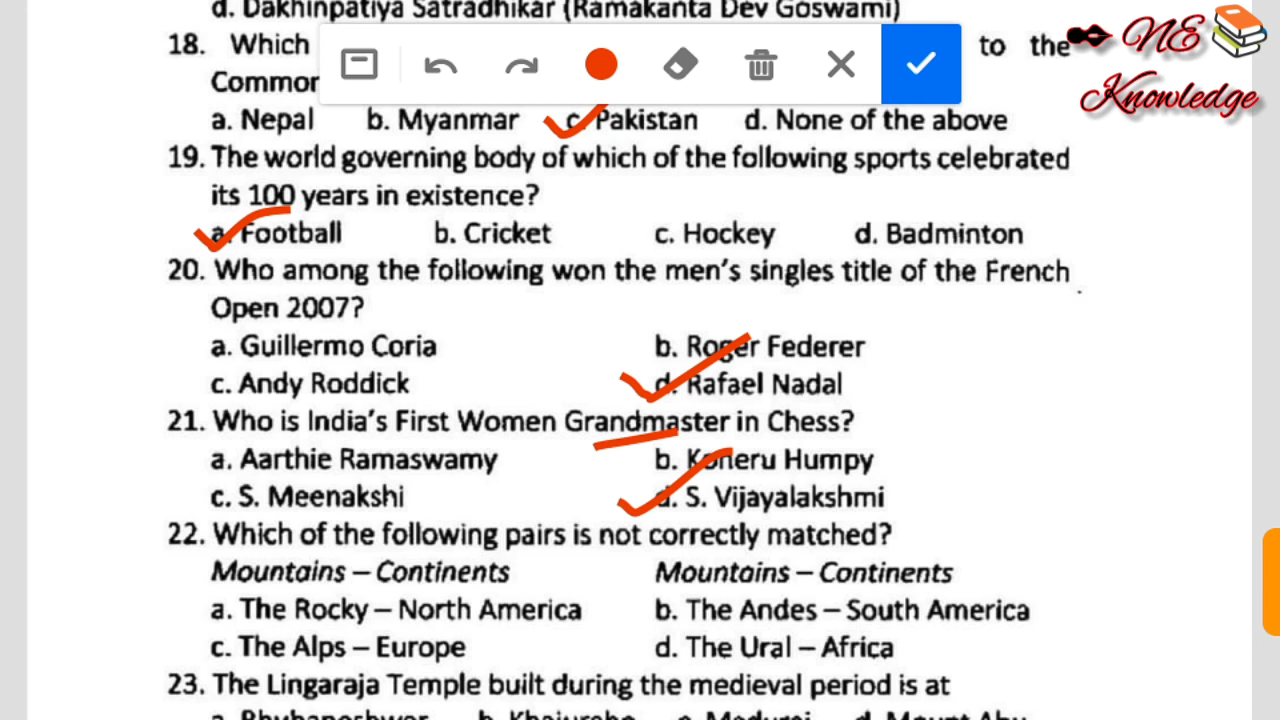 d. Dakhinpatiya Satradhikar (Ramakanta Dev Goswami)
18. Which to the
Common
a. Nepal b. Myanmar c. Pakistan d. None of the above
19. The world governing body of which of the following sports celebrated
its 100 years in existence?
a. Football b. Cricket c. Hockey d. Badminton
20. Who among the following won the men's singles title of the French
Open 2007?
a. Guillermo Coria b. Roger Federer
c. Andy Roddick d. Rafael Nadal
21. Who is India's First Women Grandmaster in Chess?
a. Aarthie Ramaswamy b. Koneru Humpy
c. S. Meenakshi d. S. Vijayalakshmi
22. Which of the following pairs is not correctly matched?
Mountains – Continents Mountains – Continents
a. The Rocky – North America b. The Andes – South America
c. The Alps – Europe d. The Ural – Africa
23. The Lingaraja Temple built during the medieval period is at
a. Bhubaneshwar b. Khajuraho c. Madurai d. Mount Abu
NE
Knowledge